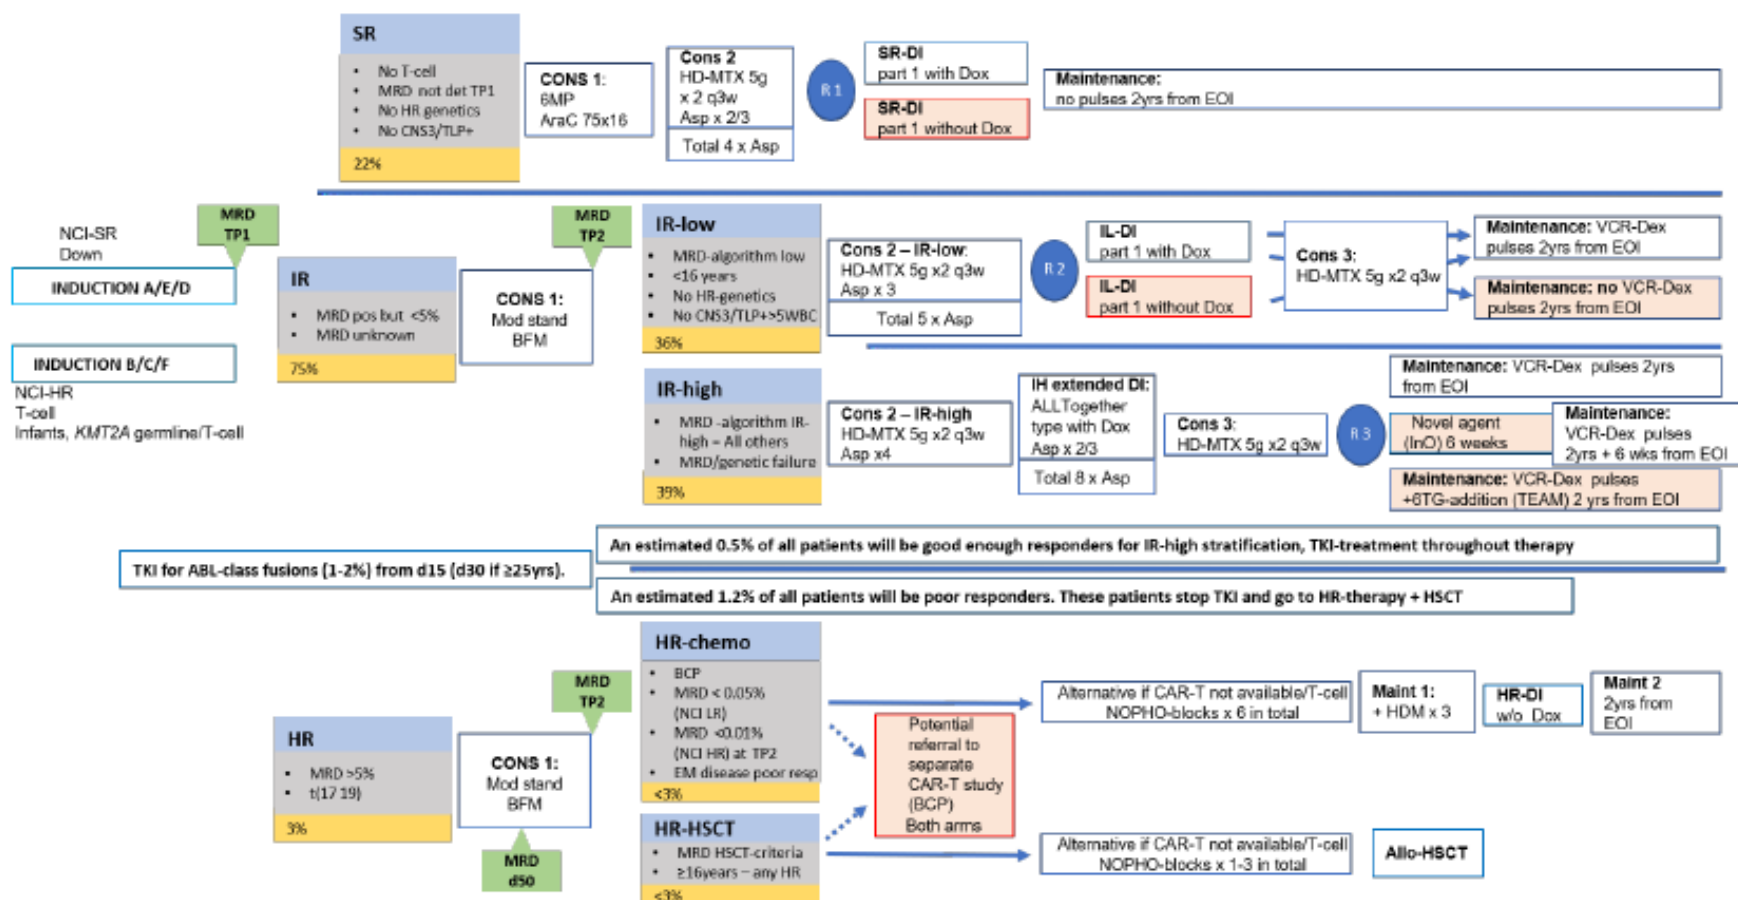 SR
• No T-cell
• MRD not det TP1
• No HR genetics
• No CNS3/TLP+
22%
CONS 1:
6MP
AraC 75x16
Cons 2
HD-MTX 5g
x 2 q3w
Asp x 2/3
Total 4 x Asp
R 1
SR-DI
part 1 with Dox
SR-DI
part 1 without Dox
Maintenance:
no pulses 2yrs from EOI
NCI-SR
Down
INDUCTION A/E/D
INDUCTION B/C/F
NCI-HR
T-cell
Infants, KMT2A germline/T-cell
MRD
TP1
IR
• MRD pos but <5%
• MRD unknown
75%
CONS 1:
Mod stand
BFM
MRD
TP2
IR-low
• MRD-algorithm low
• <16 years
• No HR-genetics
• No CNS3/TLP+>5WBC
36%
Cons 2 – IR-low:
HD-MTX 5g x2 q3w
Asp x 3
Total 5 x Asp
R 2
IL-DI
part 1 with Dox
IL-DI
part 1 without Dox
Cons 3:
HD-MTX 5g x2 q3w
Maintenance: VCR-Dex
pulses 2yrs from EOI
Maintenance: no VCR-Dex
pulses 2yrs from EOI
IR-high
• MRD -algorithm IR-
high = All others
• MRD/genetic failure
39%
Cons 2 – IR-high
HD-MTX 5g x2 q3w
Asp x4
IH extended DI:
ALLTogether
type with Dox
Asp x 2/3
Total 8 x Asp
Cons 3:
HD-MTX 5g x2 q3w
R 3
Maintenance: VCR-Dex pulses 2yrs
from EOI
Novel agent
(InO) 6 weeks
Maintenance:
VCR-Dex pulses
2yrs + 6 wks from EOI
Maintenance: VCR-Dex pulses
+6TG-addition (TEAM) 2 yrs from EOI
TKI for ABL-class fusions (1-2%) from d15 (d30 if ≥25yrs).
An estimated 0.5% of all patients will be good enough responders for IR-high stratification, TKI-treatment throughout therapy
An estimated 1.2% of all patients will be poor responders. These patients stop TKI and go to HR-therapy + HSCT
HR
• MRD >5%
• t(17 19)
3%
CONS 1:
Mod stand
BFM
MRD
d50
MRD
TP2
HR-chemo
• BCP
• MRD < 0.05%
(NCI LR)
• MRD <0.01%
(NCI HR) at TP2
• EM disease poor resp
<3%
HR-HSCT
• MRD HSCT-criteria
• ≥16years – any HR
<3%
Potential
referral to
separate
CAR-T study
(BCP)
Both arms
Alternative if CAR-T not available/T-cell
NOPHO-blocks x 6 in total
Maint 1:
+ HDM x 3
HR-DI
w/o Dox
Maint 2
2yrs from
EOI
Alternative if CAR-T not available/T-cell
NOPHO-blocks x 1-3 in total
Allo-HSCT